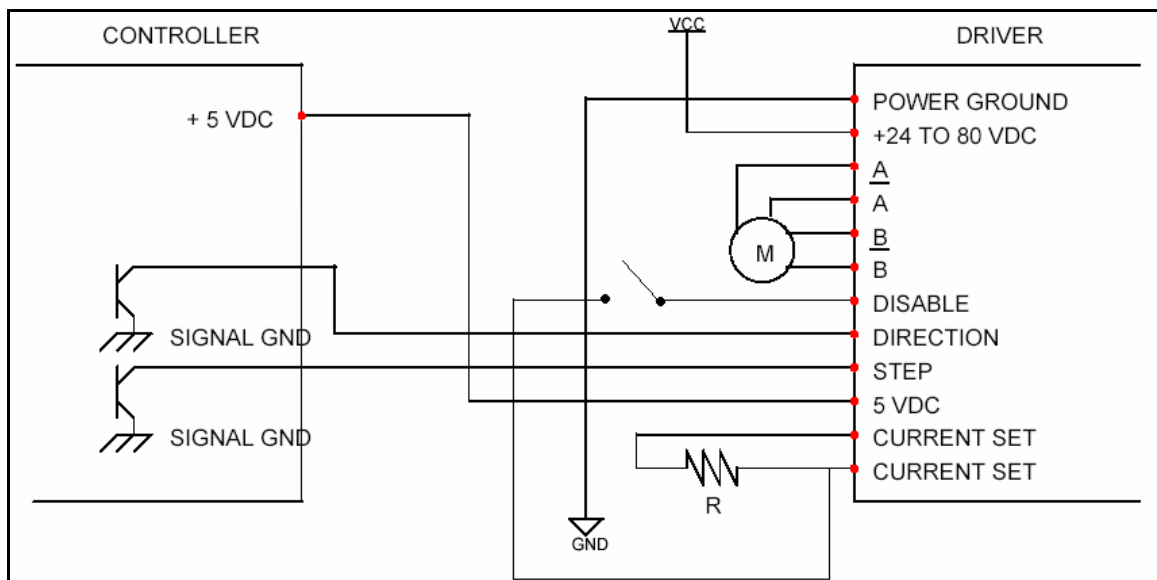 CONTROLLER
VCC
DRIVER
+ 5 VDC
POWER GROUND
+24 TO 80 VDC
A
A
B
B
M
DISABLE
SIGNAL GND
DIRECTION
STEP
5 VDC
SIGNAL GND
CURRENT SET
CURRENT SET
R
GND